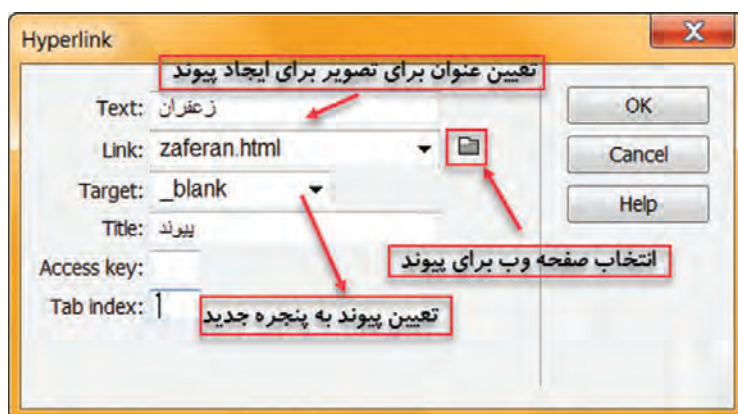 Hyperlink
تعیین عنوان برای تصویر برای ایجاد پیوند
Text: زعفران
OK
Link: zaferan.html
Cancel
Target: _blank
Help
Title: پیوند
انتخاب صفحه وب برای پیوند
Access key:
Tab index: 1
تعیین پیوند به پنجره جدید